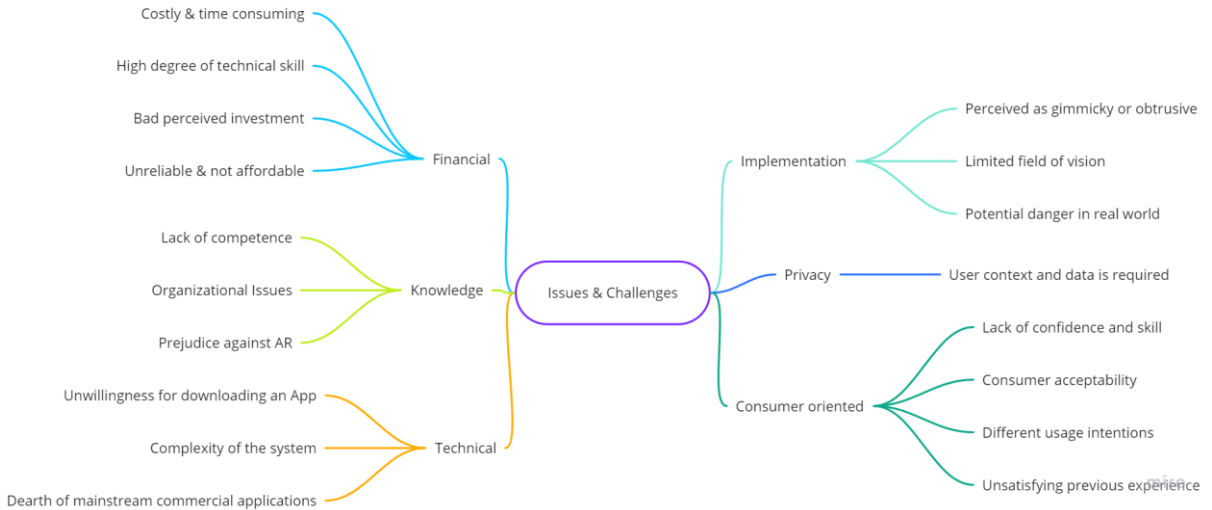 Costly & time consuming
High degree of technical skill
Bad perceived investment
Unreliable & not affordable
Financial
Lack of competence
Organizational Issues
Prejudice against AR
Knowledge
Unwillingness for downloading an App
Complexity of the system
Dearth of mainstream commercial applications
Technical
Issues & Challenges
Implementation
Perceived as gimmicky or obtrusive
Limited field of vision
Potential danger in real world
Privacy
User context and data is required
Consumer oriented
Lack of confidence and skill
Consumer acceptability
Different usage intentions
Unsatisfying previous experience
miro